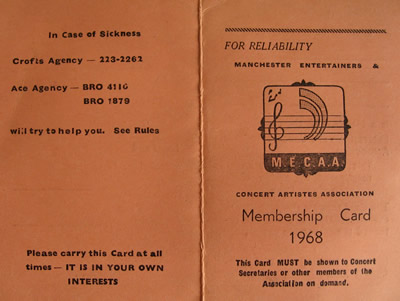 In Case of Sickness
Crofts Agency — 223-2262
Ace Agency — BRO 4116
BRO 1879
will try to help you. See Rules
Please carry this Card at all
times — IT IS IN YOUR OWN
INTERESTS
FOR RELIABILITY
MANCHESTER ENTERTAINERS &
M.E.C.A.A.
CONCERT ARTISTES ASSOCIATION
Membership Card
1968
This Card MUST be shown to Concert
Secretaries or other members of the
Association on demand.